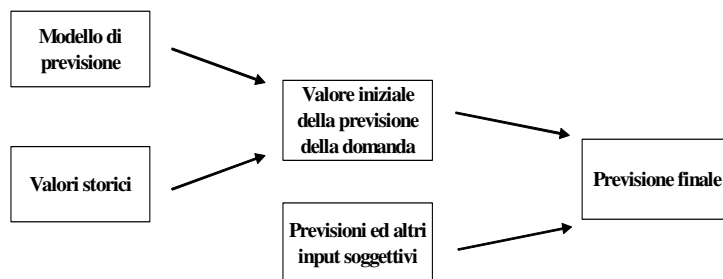 Modello di
previsione
Valori storici
Valore iniziale
della previsione
della domanda
Previsioni ed altri
input soggettivi
Previsione finale